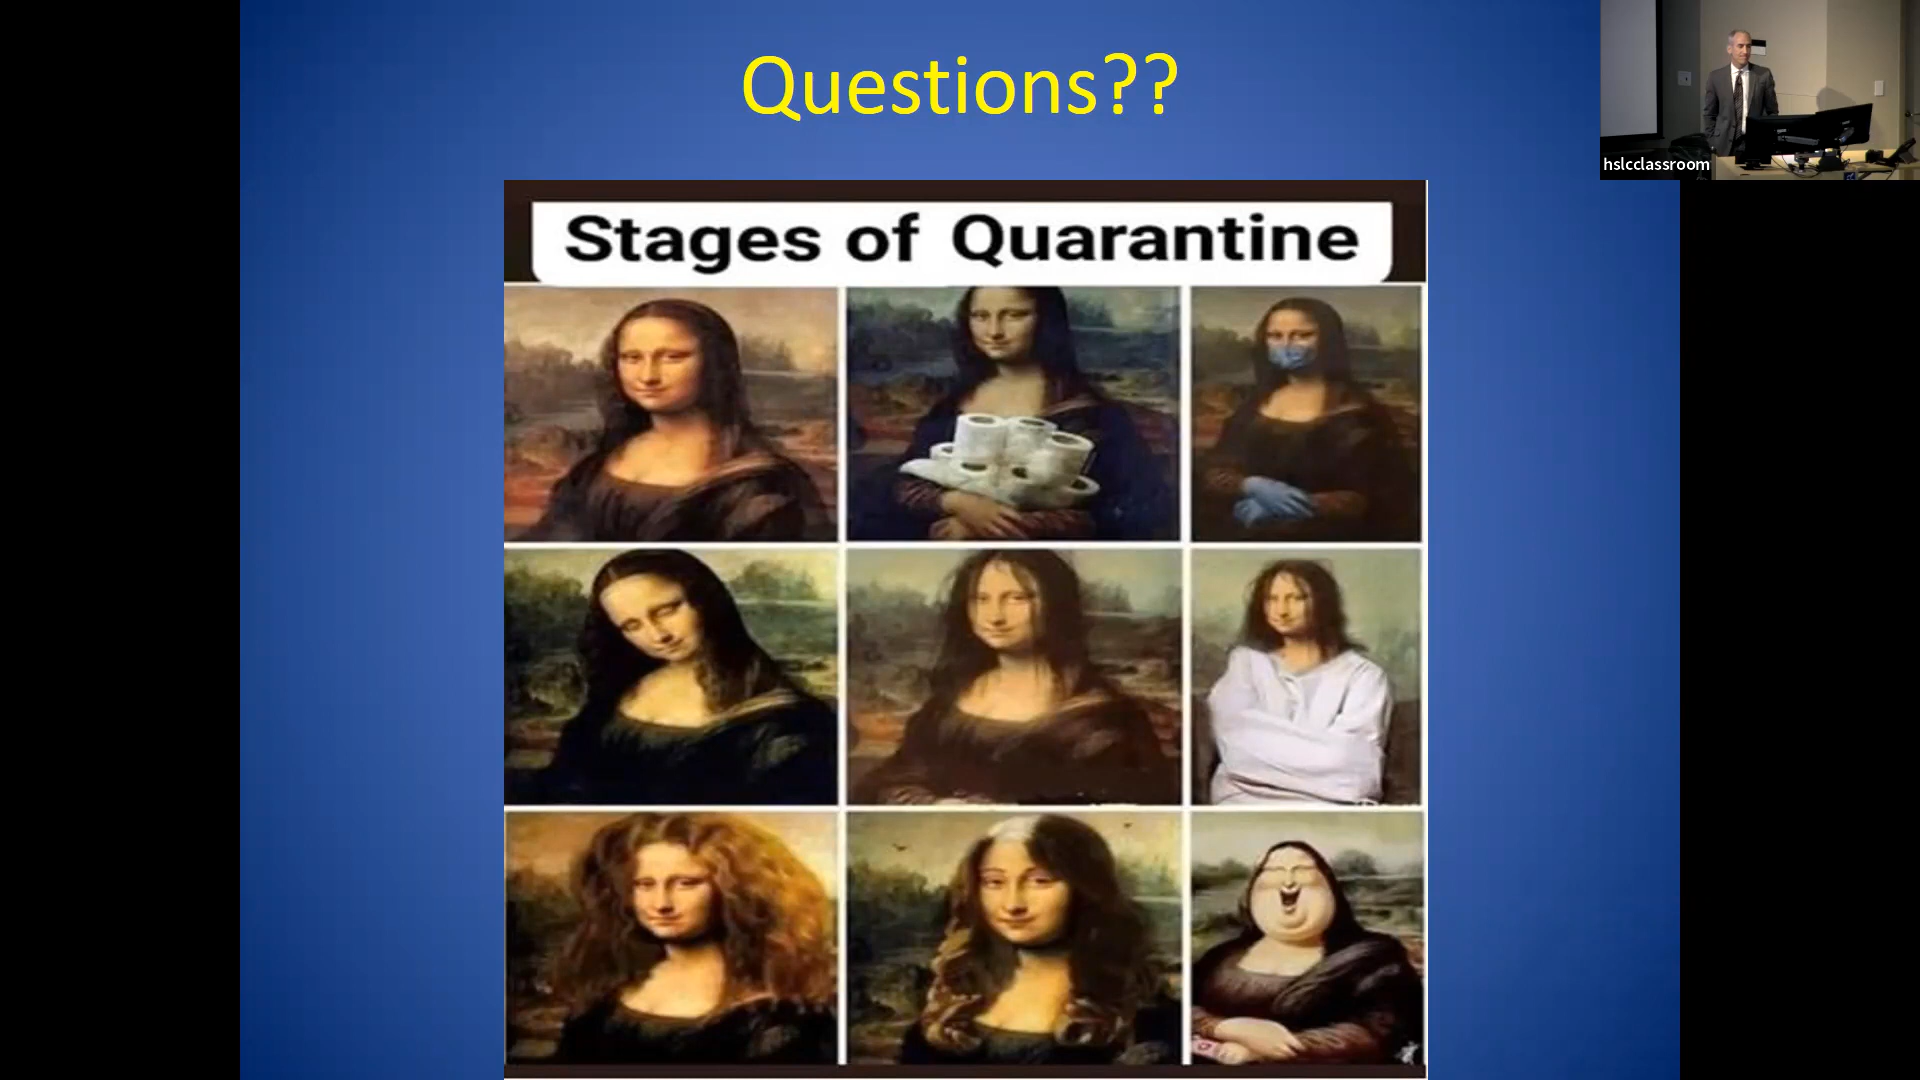 Questions??
hslcclassroom
Stages of Quarantine